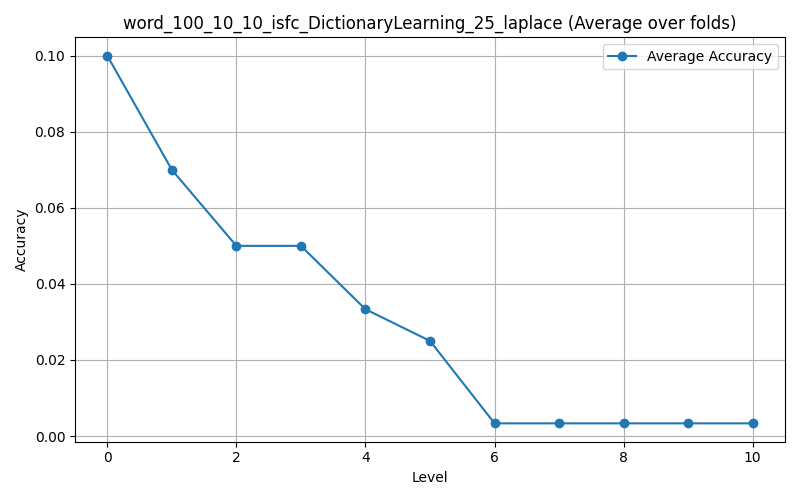 word_100_10_10_isfc_DictionaryLearning_25_laplace (Average over folds)
Average Accuracy
0.10
0.08
0.06
0.04
0.02
0.00
Accuracy
0 2 4 6 8 10
Level